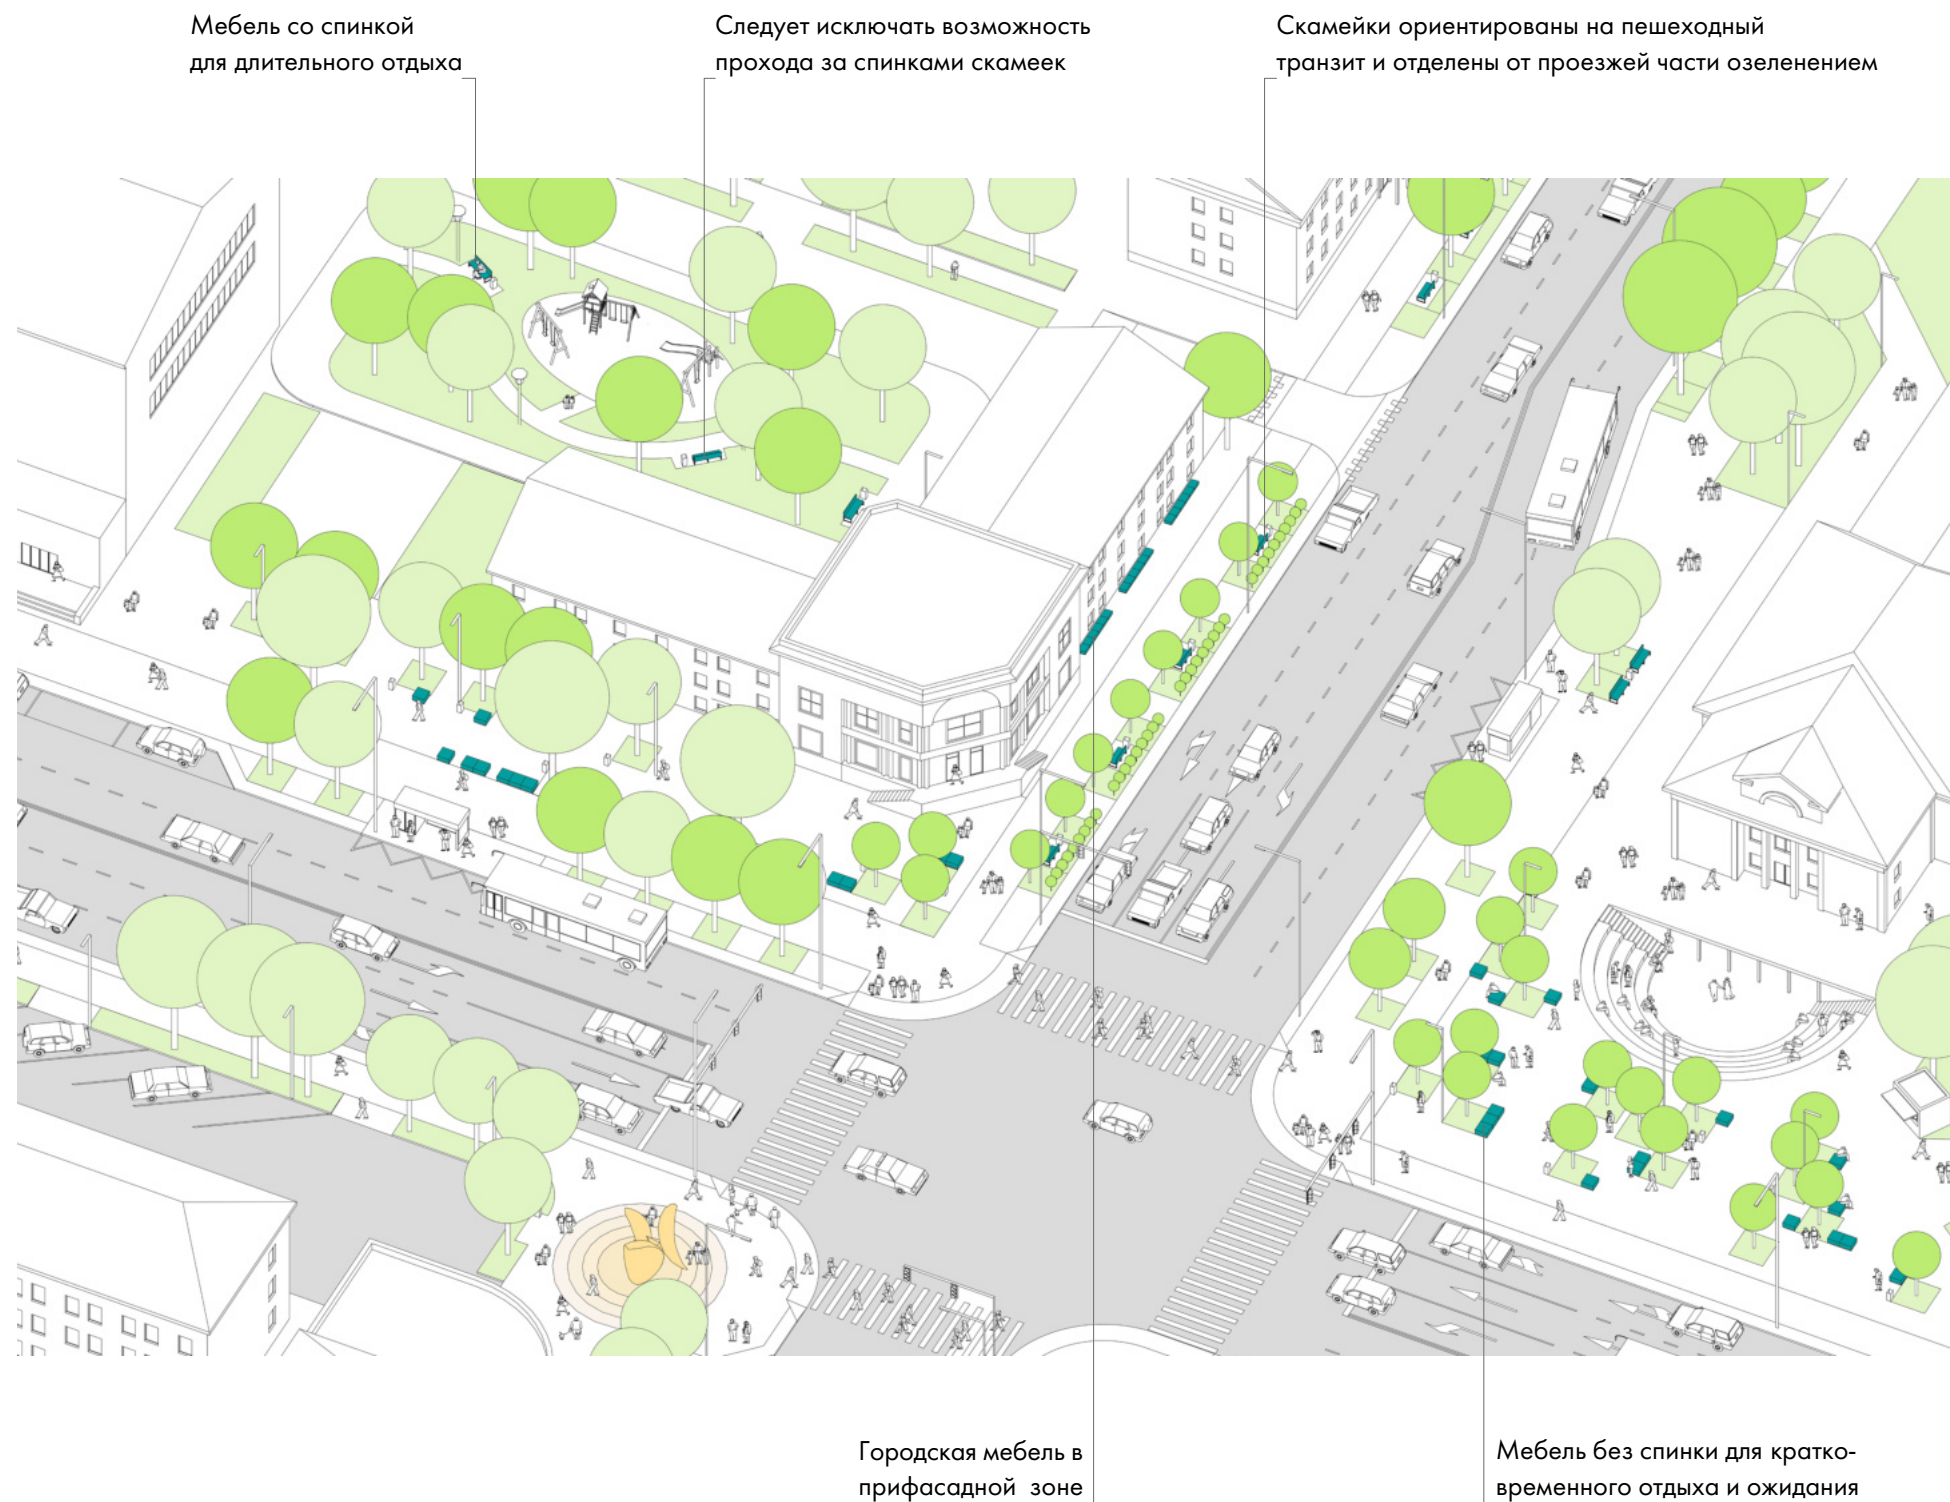 Мебель со спинкой
для длительного отдыха
Следует исключать возможность
прохода за спинками скамеек
Скамейки ориентированы на пешеходный
транзит и отделены от проезжей части озеленением
Городская мебель в
прифасадной зоне
Мебель без спинки для кратко-
временного отдыха и ожидания